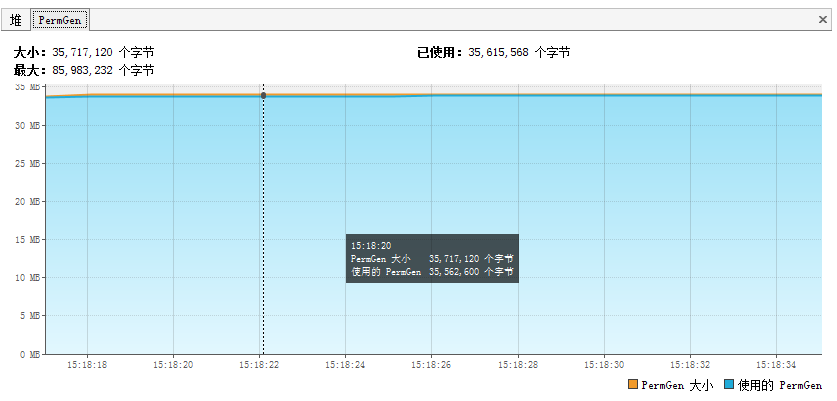 堆 PermGen
大小: 35,717,120 个字节 已使用: 35,615,568 个字节
最大: 85,983,232 个字节
35 MB
30 MB
25 MB
20 MB
15 MB
10 MB
5 MB
0 MB
15:18:20
PermGen 大小 35,717,120 个字节
使用的 PermGen 35,562,600 个字节
15:18:18 15:18:20 15:18:22 15:18:24 15:18:26 15:18:28 15:18:30 15:18:32 15:18:34
PermGen 大小 使用的 PermGen